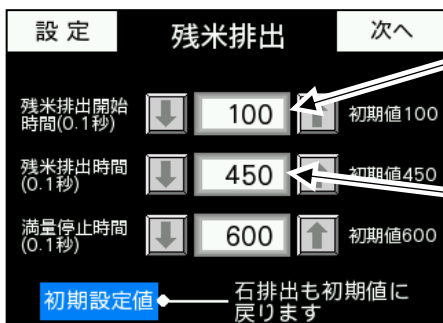 設定
残米排出
次へ
残米排出開始
時間(0.1秒)
100
初期値100
残米排出時間
(0.1秒)
450
初期値450
満量停止時間
(0.1秒)
600
初期値600
初期設定値
石排出も初期値に
戻ります